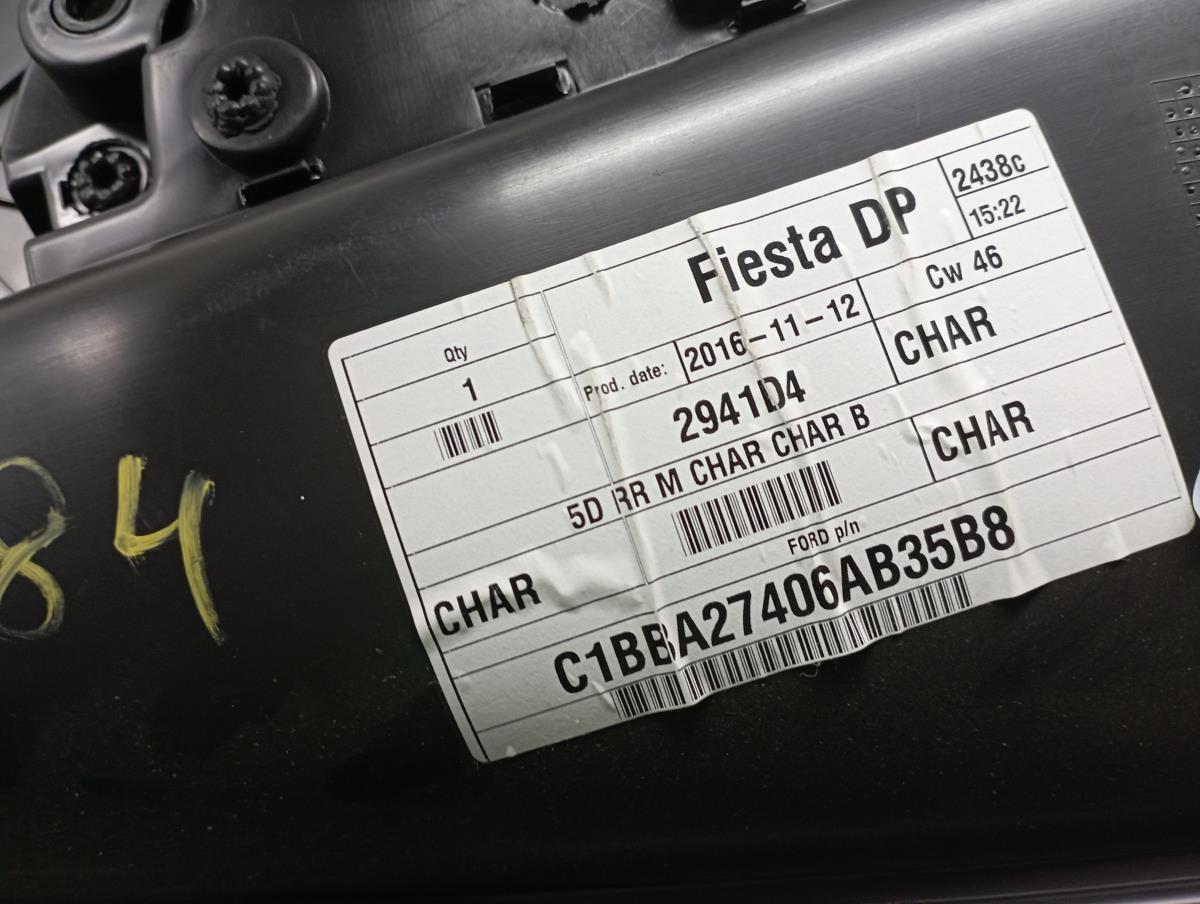 Fiesta DP
2438c
15:22
Qty
1
Prod. date:
2016-11-12
Cw 46
2941D4
CHAR
5D RR M CHAR CHAR B
CHAR
CHAR
FORD p/n
C1BBA27406AB35B8
84